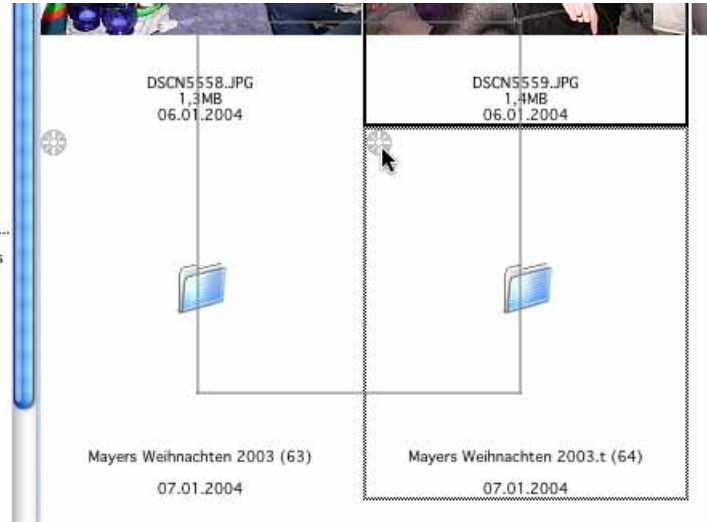 DSCN5558.JPG
1,3MB
06.01.2004
DSCN5559.JPG
1,4MB
06.01.2004
...
s
Mayers Weihnachten 2003 (63)
07.01.2004
Mayers Weihnachten 2003.t (64)
07.01.2004